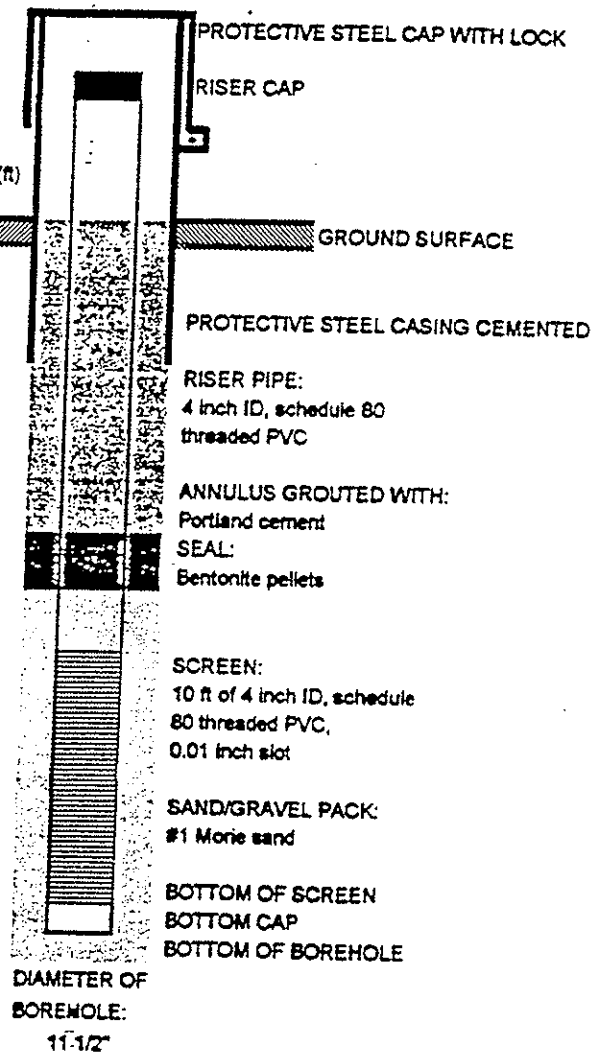 PROTECTIVE STEEL CAP WITH LOCK
RISER CAP
(ft)
GROUND SURFACE
PROTECTIVE STEEL CASING CEMENTED
RISER PIPE:
4 inch ID, schedule 80
threaded PVC
ANNULUS GROUTED WITH:
Portland cement
SEAL:
Bentonite pellets
SCREEN:
10 ft of 4 inch ID, schedule
80 threaded PVC,
0.01 inch slot
SAND/GRAVEL PACK:
#1 Morie sand
BOTTOM OF SCREEN
BOTTOM CAP
BOTTOM OF BOREHOLE
DIAMETER OF
BOREHOLE:
11-1/2"